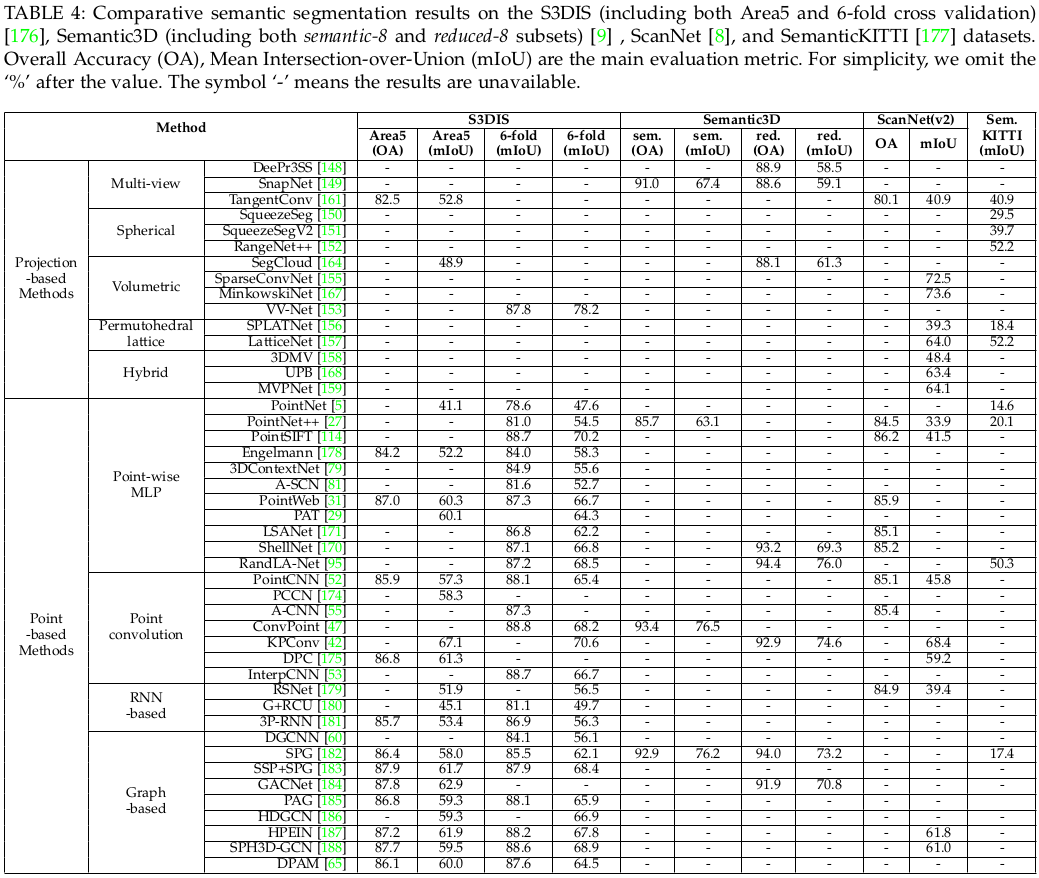 TABLE 4: Comparative semantic segmentation results on the S3DIS (including both Area5 and 6-fold cross validation)
[176], Semantic3D (including both semantic-8 and reduced-8 subsets) [9] , ScanNet [8], and SemanticKITTI [177] datasets.
Overall Accuracy (OA), Mean Intersection-over-Union (mIoU) are the main evaluation metric. For simplicity, we omit the
‘%’ after the value. The symbol ‘-’ means the results are unavailable.
Method S3DIS Semantic3D ScanNet(v2) Sem. KITTI (mIoU)
Area5 (OA) Area5 (mIoU) 6-fold (OA) 6-fold (mIoU) sem. (OA) sem. (mIoU) red. (OA) red. (mIoU) OA mIoU
Projection -based Methods
Multi-view
DeePr3SS [148] - - - - - - 88.9 58.5 - - -
SnapNet [149] - - - - 91.0 67.4 88.6 59.1 - - -
TangentConv [161] 82.5 52.8 - - - - - - 80.1 40.9 40.9
Spherical
SqueezeSeg [150] - - - - - - - - - - 29.5
SqueezeSegV2 [151] - - - - - - - - - - 39.7
RangeNet++ [152] - - - - - - - - - - 52.2
Volumetric
SegCloud [164] - 48.9 - - - - 88.1 61.3 - - -
SparseConvNet [155] - - - - - - - - - 72.5 -
MinkowskiNet [167] - - - - - - - - - 73.6 -
VV-Net [153] - - 87.8 78.2 - - - - - - -
Permutohedral lattice
SPLATNet [156] - - - - - - - - - 39.3 18.4
LatticeNet [157] - - - - - - - - - 64.0 52.2
Hybrid
3DMV [158] - - - - - - - - - 48.4 -
UPB [168] - - - - - - - - - 63.4 -
MVPNet [159] - - - - - - - - - 64.1 -
Point -based Methods
Point-wise MLP
PointNet [5] - 41.1 78.6 47.6 - - - - - - 14.6
PointNet++ [27] - - 81.0 54.5 85.7 63.1 - - 84.5 33.9 20.1
PointSIFT [114] - - 88.7 70.2 - - - - 86.2 41.5 -
Engelmann [178] 84.2 52.2 84.0 58.3 - - - - - - -
3DContextNet [79] - - 84.9 55.6 - - - - - - -
A-SCN [81] - - 81.6 52.7 - - - - - - -
PointWeb [31] 87.0 60.3 87.3 66.7 - - - - 85.9 - -
PAT [29] - 60.1 - 64.3 - - - - - - -
LSANet [171] - - 86.8 62.2 - - - - 85.1 - -
ShellNet [170] - - 87.1 66.8 - - 93.2 69.3 85.2 - -
RandLA-Net [95] - - 87.2 68.5 - - 94.4 76.0 - - 50.3
Point convolution
PointCNN [52] 85.9 57.3 88.1 65.4 - - - - 85.1 45.8 -
PCCN [174] - 58.3 - - - - - - - - -
A-CNN [55] - - 87.3 - - - - - 85.4 - -
ConvPoint [47] - - 88.8 68.2 93.4 76.5 - - - - -
KPConv [42] - 67.1 - 70.6 - - 92.9 74.6 - 68.4 -
DPC [175] 86.8 61.3 - - - - - - - 59.2 -
InterpCNN [53] - - 88.7 66.7 - - - - - - -
RNN -based
RSNet [179] - 51.9 - 56.5 - - - - 84.9 39.4 -
G+RCU [180] - 45.1 81.1 49.7 - - - - - - -
3P-RNN [181] 85.7 53.4 86.9 56.3 - - - - - - -
Graph -based
DGCNN [60] - - 84.1 56.1 - - - - - - -
SPG [182] 86.4 58.0 85.5 62.1 92.9 76.2 94.0 73.2 - - 17.4
SSP+SPG [183] 87.9 61.7 87.9 68.4 - - - - - - -
GACNet [184] 87.8 62.9 - - - - 91.9 70.8 - - -
PAG [185] 86.8 59.3 88.1 65.9 - - - - - - -
HDGCN [186] - 59.3 - 66.9 - - - - - - -
HPEIN [187] 87.2 61.9 88.2 67.8 - - - - - 61.8 -
SPH3D-GCN [188] 87.7 59.5 88.6 68.9 - - - - - 61.0 -
DPAM [65] 86.1 60.0 87.6 64.5 - - - - - - -